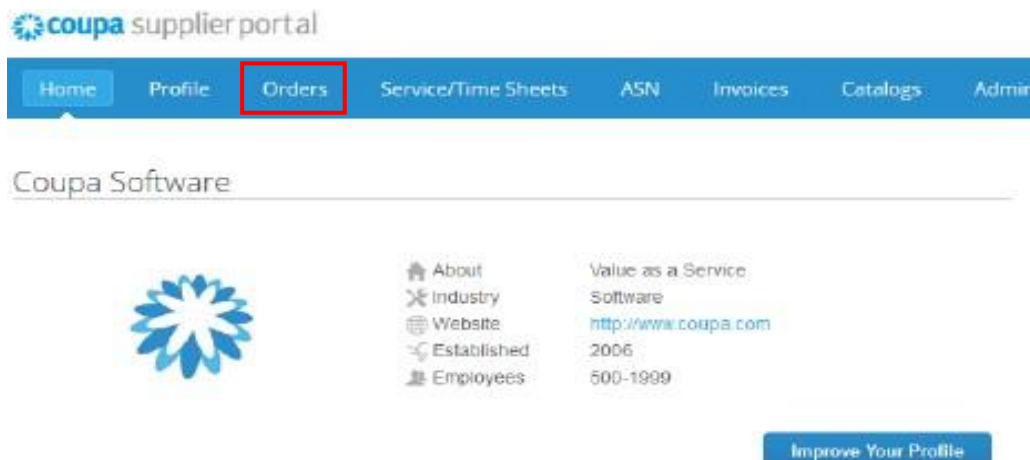 coupa supplier portal
Home Profile Orders Service/Time Sheets ASN Invoices Catalogs Admin
Coupa Software
About Value as a Service
Industry Software
Website http://www.coupa.com
Established 2006
Employees 500-1999
Improve Your Profile